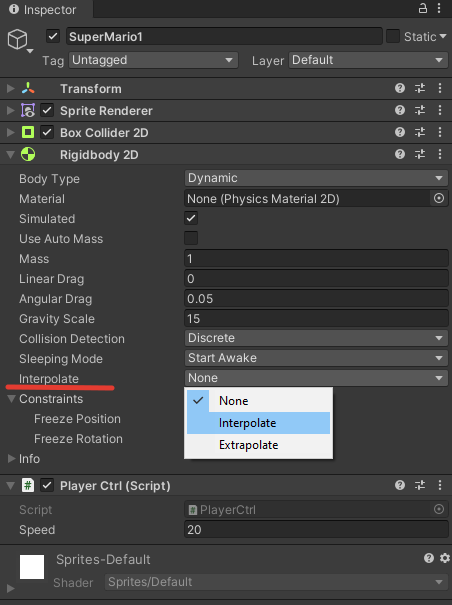 Inspector
SuperMario1 Static
Tag Untagged Layer Default
Transform
Sprite Renderer
Box Collider 2D
Rigidbody 2D
Body Type Dynamic
Material None (Physics Material 2D)
Simulated
Use Auto Mass
Mass 1
Linear Drag 0
Angular Drag 0.05
Gravity Scale 15
Collision Detection Discrete
Sleeping Mode Start Awake
Interpolate None
None
Interpolate
Extrapolate
Constraints
Freeze Position
Freeze Rotation
Info
Player Ctrl (Script)
Script PlayerCtrl
Speed 20
Sprites-Default
Shader Sprites/Default